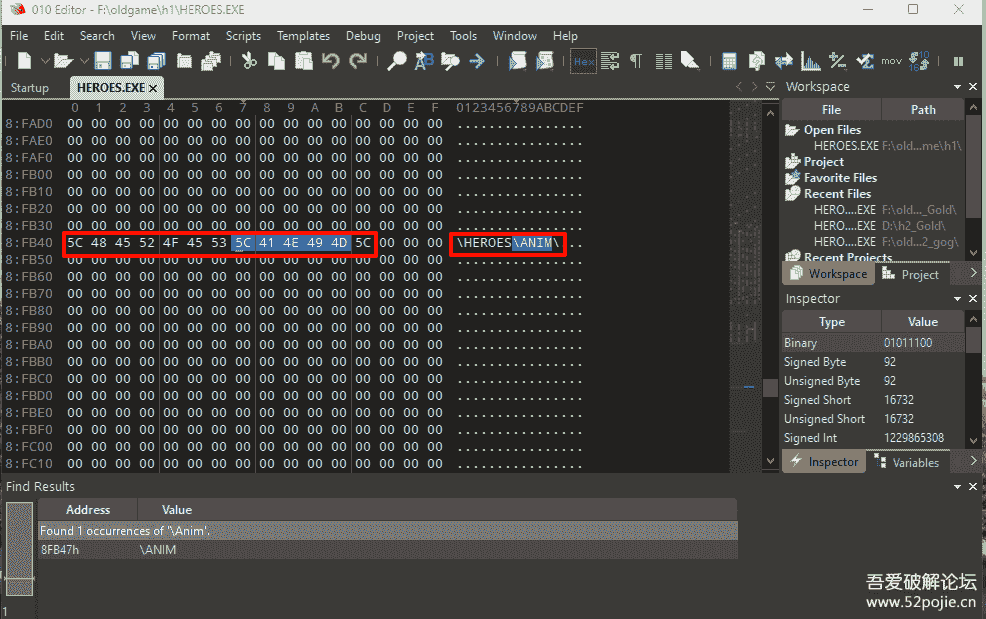 010 Editor - F:\oldgame\h1\HEROES.EXE
File Edit Search View Format Scripts Templates Debug Project Tools Window Help
Hex
mov
Startup HEROES.EXE
0 1 2 3 4 5 6 7 8 9 A B C D E F 0123456789ABCDEF
8:FAD0 00 00 00 00 00 00 00 00 00 00 00 00 00 00 00 00 ................
8:FAE0 00 00 00 00 00 00 00 00 00 00 00 00 00 00 00 00 ................
8:FAF0 00 00 00 00 00 00 00 00 00 00 00 00 00 00 00 00 ................
8:FB00 00 00 00 00 00 00 00 00 00 00 00 00 00 00 00 00 ................
8:FB10 00 00 00 00 00 00 00 00 00 00 00 00 00 00 00 00 ................
8:FB20 00 00 00 00 00 00 00 00 00 00 00 00 00 00 00 00 ................
8:FB30 00 00 00 00 00 00 00 00 00 00 00 00 00 00 00 00 ................
8:FB40 5C 48 45 52 4F 45 53 5C 41 4E 49 4D 5C 00 00 00 \HEROES\ANIM\...
8:FB50 00 00 00 00 00 00 00 00 00 00 00 00 00 00 00 00 ................
8:FB60 00 00 00 00 00 00 00 00 00 00 00 00 00 00 00 00 ................
8:FB70 00 00 00 00 00 00 00 00 00 00 00 00 00 00 00 00 ................
8:FB80 00 00 00 00 00 00 00 00 00 00 00 00 00 00 00 00 ................
8:FB90 00 00 00 00 00 00 00 00 00 00 00 00 00 00 00 00 ................
8:FBA0 00 00 00 00 00 00 00 00 00 00 00 00 00 00 00 00 ................
8:FBB0 00 00 00 00 00 00 00 00 00 00 00 00 00 00 00 00 ................
8:FBC0 00 00 00 00 00 00 00 00 00 00 00 00 00 00 00 00 ................
8:FBD0 00 00 00 00 00 00 00 00 00 00 00 00 00 00 00 00 ................
8:FBE0 00 00 00 00 00 00 00 00 00 00 00 00 00 00 00 00 ................
8:FBF0 00 00 00 00 00 00 00 00 00 00 00 00 00 00 00 00 ................
8:FC00 00 00 00 00 00 00 00 00 00 00 00 00 00 00 00 00 ................
8:FC10 00 00 00 00 00 00 00 00 00 00 00 00 00 00 00 00 ................
Workspace
File Path
Open Files
HEROES.EXE F:\old...me\h1\
Project
Favorite Files
Recent Files
HERO....EXE F:\old..._Gold\
HERO....EXE D:\h2_Gold\
HERO....EXE F:\old...2_gog\
Recent Projects
Workspace Project
Inspector
Type Value
Binary 01011100
Signed Byte 92
Unsigned Byte 92
Signed Short 16732
Unsigned Short 16732
Signed Int 1229865308
Inspector Variables
Find Results
Address Value
Found 1 occurrences of '\Anim'.
8FB47h \ANIM
1
吾爱破解论坛
www.52pojie.cn